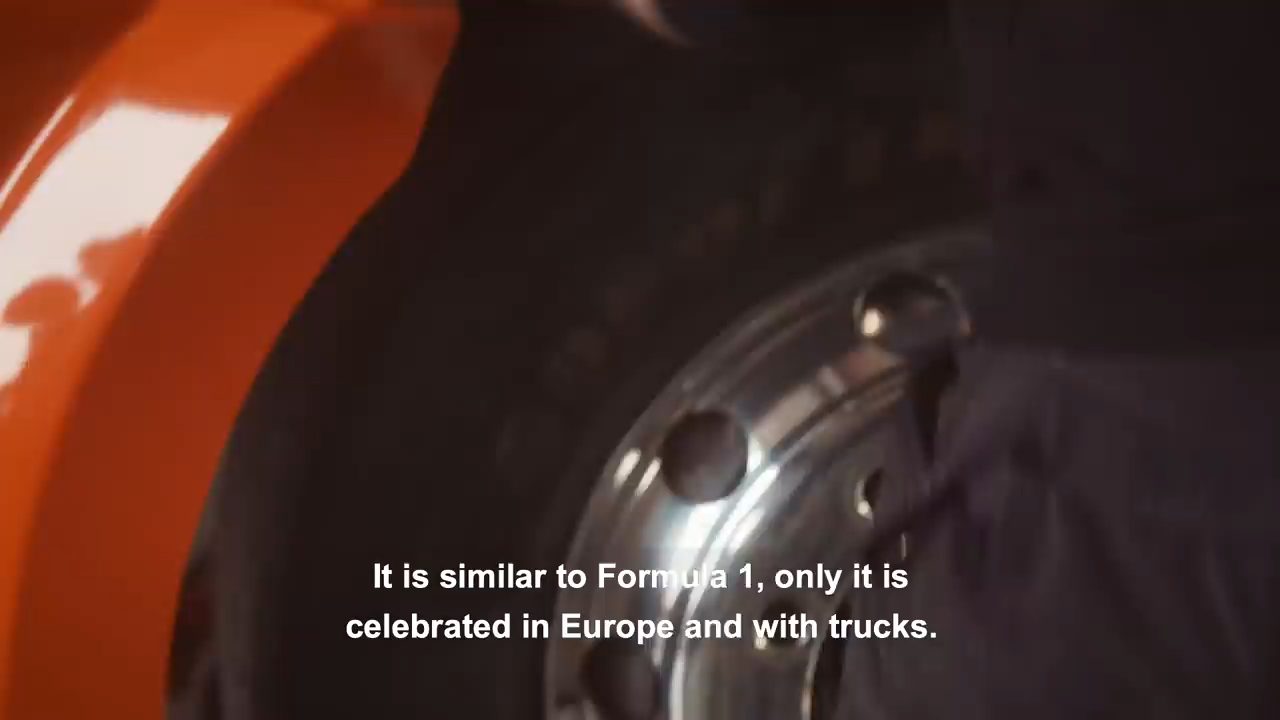 It is similar to Formula 1, only it is
celebrated in Europe and with trucks.